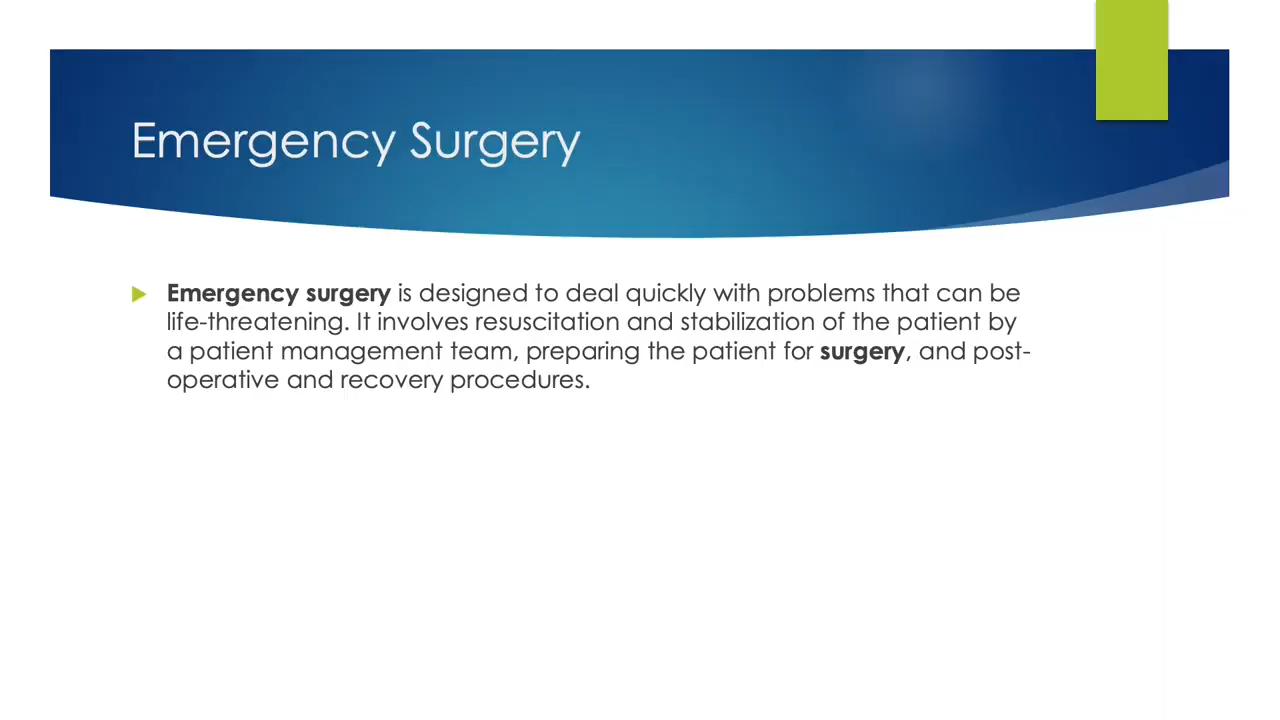 Emergency Surgery
Emergency surgery is designed to deal quickly with problems that can be
life-threatening. It involves resuscitation and stabilization of the patient by
a patient management team, preparing the patient for surgery, and post-
operative and recovery procedures.